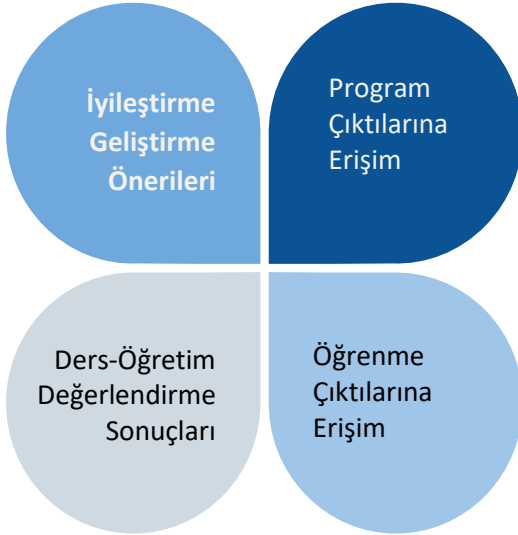 İyileştirme
Geliştirme
Önerileri
Program
Çıktılarına
Erişim
Ders-Öğretim
Değerlendirme
Sonuçları
Öğrenme
Çıktılarına
Erişim